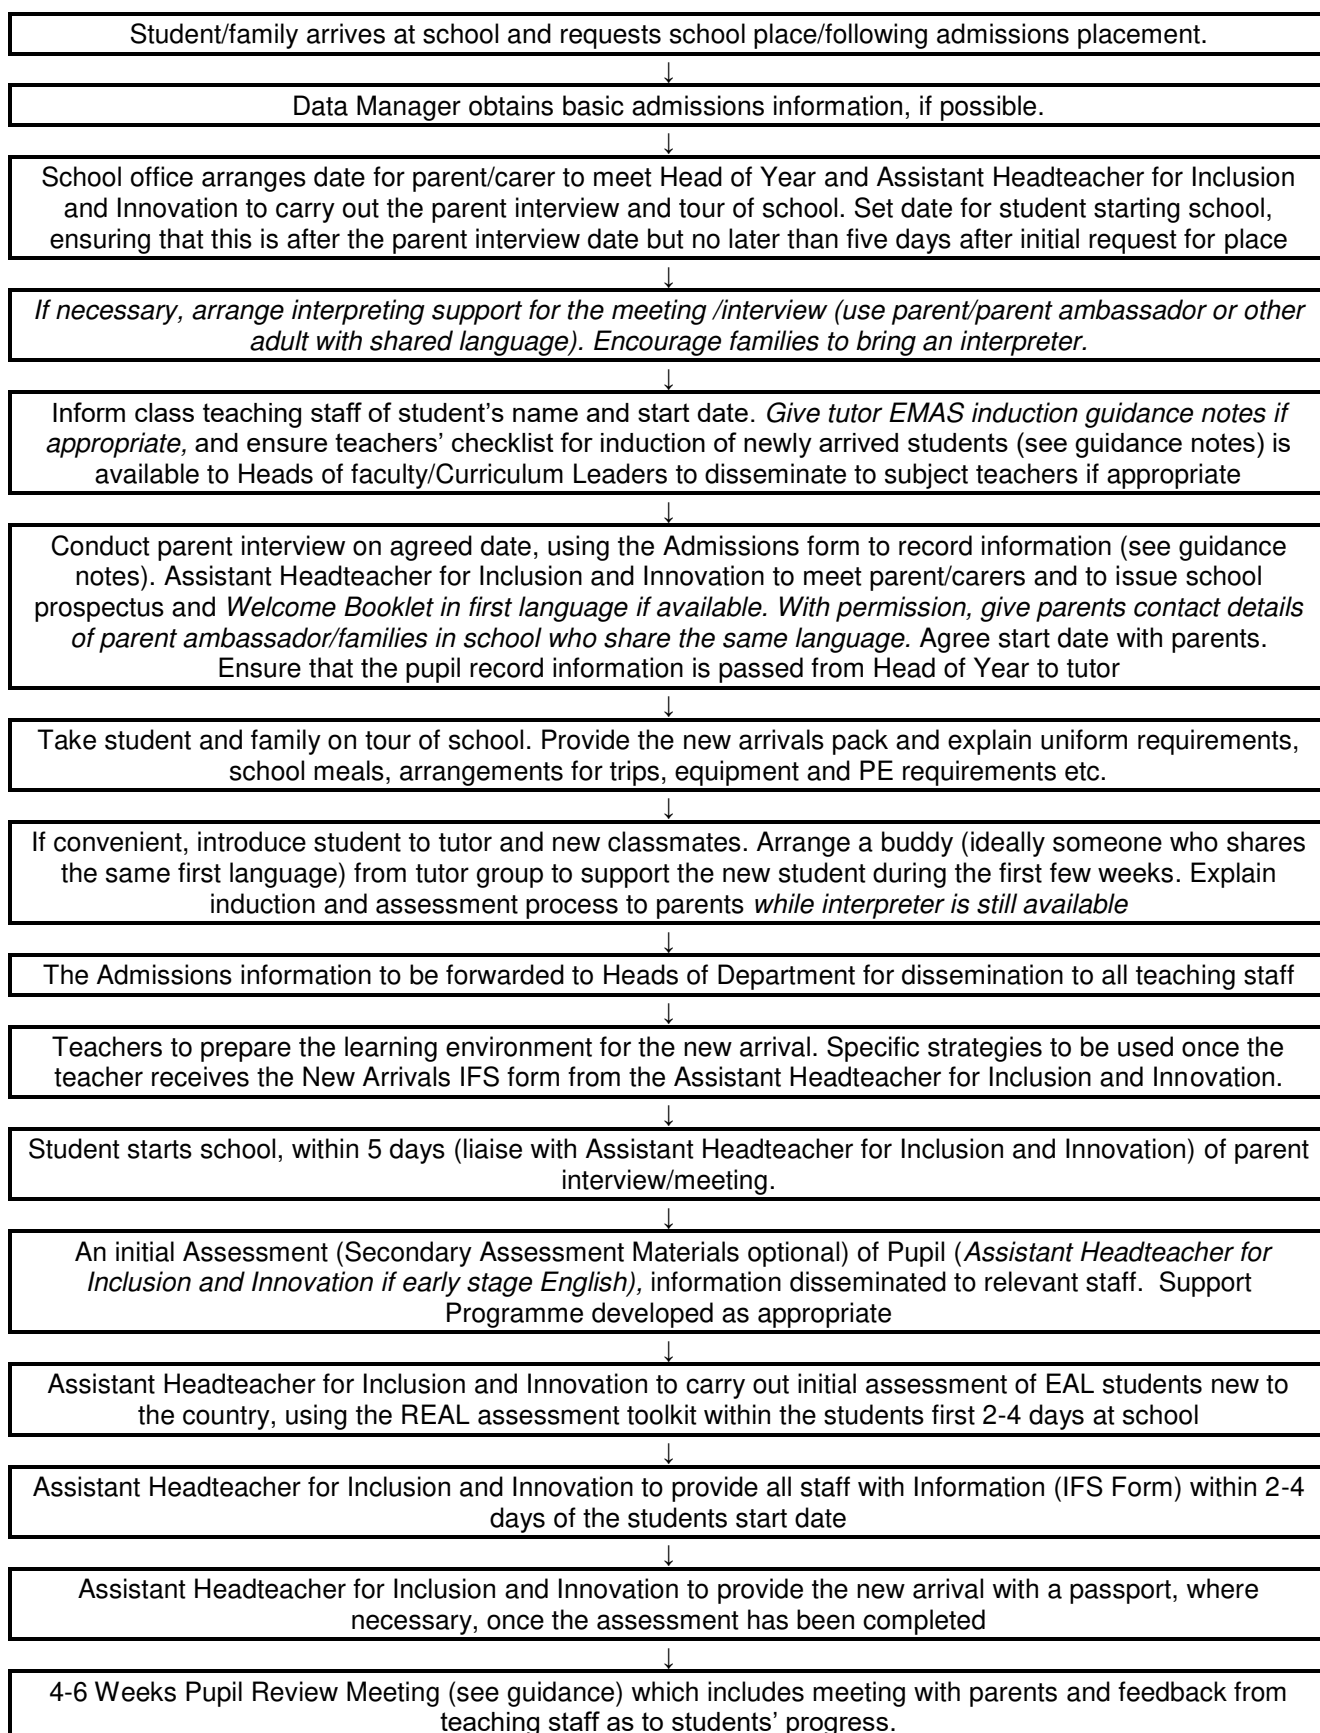 Student/family arrives at school and requests school place/following admissions placement.
↓
Data Manager obtains basic admissions information, if possible.
↓
School office arranges date for parent/carer to meet Head of Year and Assistant Headteacher for Inclusion
and Innovation to carry out the parent interview and tour of school. Set date for student starting school,
ensuring that this is after the parent interview date but no later than five days after initial request for place
↓
If necessary, arrange interpreting support for the meeting /interview (use parent/parent ambassador or other
adult with shared language). Encourage families to bring an interpreter.
↓
Inform class teaching staff of student’s name and start date. Give tutor EMAS induction guidance notes if
appropriate, and ensure teachers’ checklist for induction of newly arrived students (see guidance notes) is
available to Heads of faculty/Curriculum Leaders to disseminate to subject teachers if appropriate
↓
Conduct parent interview on agreed date, using the Admissions form to record information (see guidance
notes). Assistant Headteacher for Inclusion and Innovation to meet parent/carers and to issue school
prospectus and Welcome Booklet in first language if available. With permission, give parents contact details
of parent ambassador/families in school who share the same language. Agree start date with parents.
Ensure that the pupil record information is passed from Head of Year to tutor
↓
Take student and family on tour of school. Provide the new arrivals pack and explain uniform requirements,
school meals, arrangements for trips, equipment and PE requirements etc.
↓
If convenient, introduce student to tutor and new classmates. Arrange a buddy (ideally someone who shares
the same first language) from tutor group to support the new student during the first few weeks. Explain
induction and assessment process to parents while interpreter is still available
↓
The Admissions information to be forwarded to Heads of Department for dissemination to all teaching staff
↓
Teachers to prepare the learning environment for the new arrival. Specific strategies to be used once the
teacher receives the New Arrivals IFS form from the Assistant Headteacher for Inclusion and Innovation.
↓
Student starts school, within 5 days (liaise with Assistant Headteacher for Inclusion and Innovation) of parent
interview/meeting.
↓
An initial Assessment (Secondary Assessment Materials optional) of Pupil (Assistant Headteacher for
Inclusion and Innovation if early stage English), information disseminated to relevant staff. Support
Programme developed as appropriate
↓
Assistant Headteacher for Inclusion and Innovation to carry out initial assessment of EAL students new to
the country, using the REAL assessment toolkit within the students first 2-4 days at school
↓
Assistant Headteacher for Inclusion and Innovation to provide all staff with Information (IFS Form) within 2-4
days of the students start date
↓
Assistant Headteacher for Inclusion and Innovation to provide the new arrival with a passport, where
necessary, once the assessment has been completed
↓
4-6 Weeks Pupil Review Meeting (see guidance) which includes meeting with parents and feedback from
teaching staff as to students’ progress.